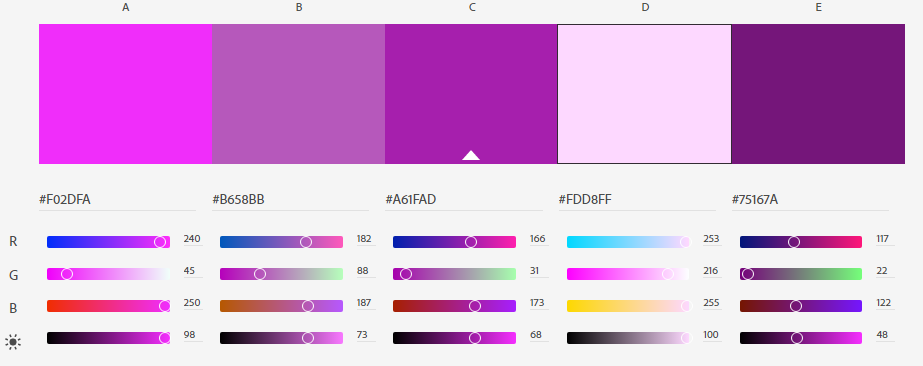 A B C D E
#F02DFA #B658BB #A61FAD #FDD8FF #75167A
R 240 182 166 253 117
G 45 88 31 216 22
B 250 187 173 255 122
98 73 68 100 48